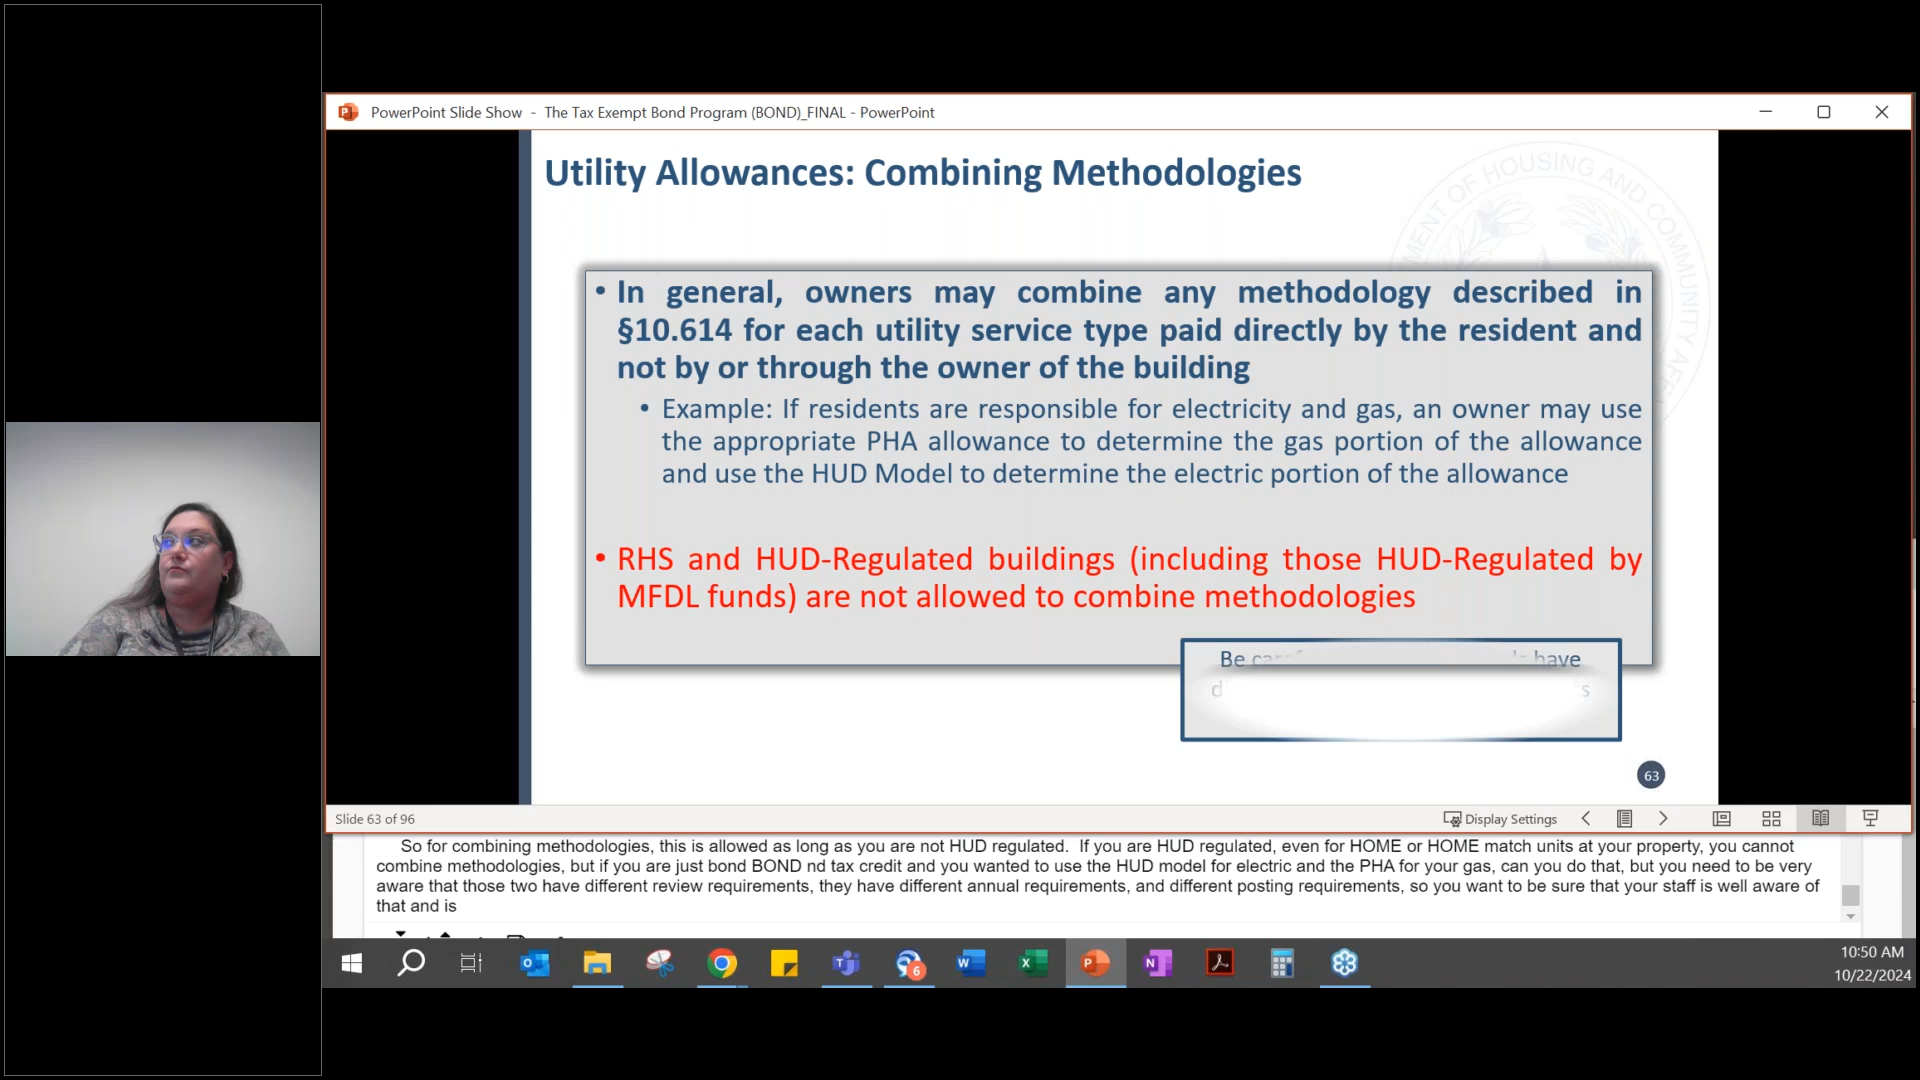 PowerPoint Slide Show - The Tax Exempt Bond Program (BOND)_FINAL - PowerPoint
Utility Allowances: Combining Methodologies
• In general, owners may combine any methodology described in
§10.614 for each utility service type paid directly by the resident and
not by or through the owner of the building
• Example: If residents are responsible for electricity and gas, an owner may use
the appropriate PHA allowance to determine the gas portion of the allowance
and use the HUD Model to determine the electric portion of the allowance
• RHS and HUD-Regulated buildings (including those HUD-Regulated by
MFDL funds) are not allowed to combine methodologies
Be have
63
Slide 63 of 96
Display Settings
So for combining methodologies, this is allowed as long as you are not HUD regulated. If you are HUD regulated, even for HOME or HOME match units at your property, you cannot
combine methodologies, but if you are just bond BOND nd tax credit and you wanted to use the HUD model for electric and the PHA for your gas, can you do that, but you need to be very
aware that those two have different review requirements, they have different annual requirements, and different posting requirements, so you want to be sure that your staff is well aware of
that and is
6
10:50 AM
10/22/2024